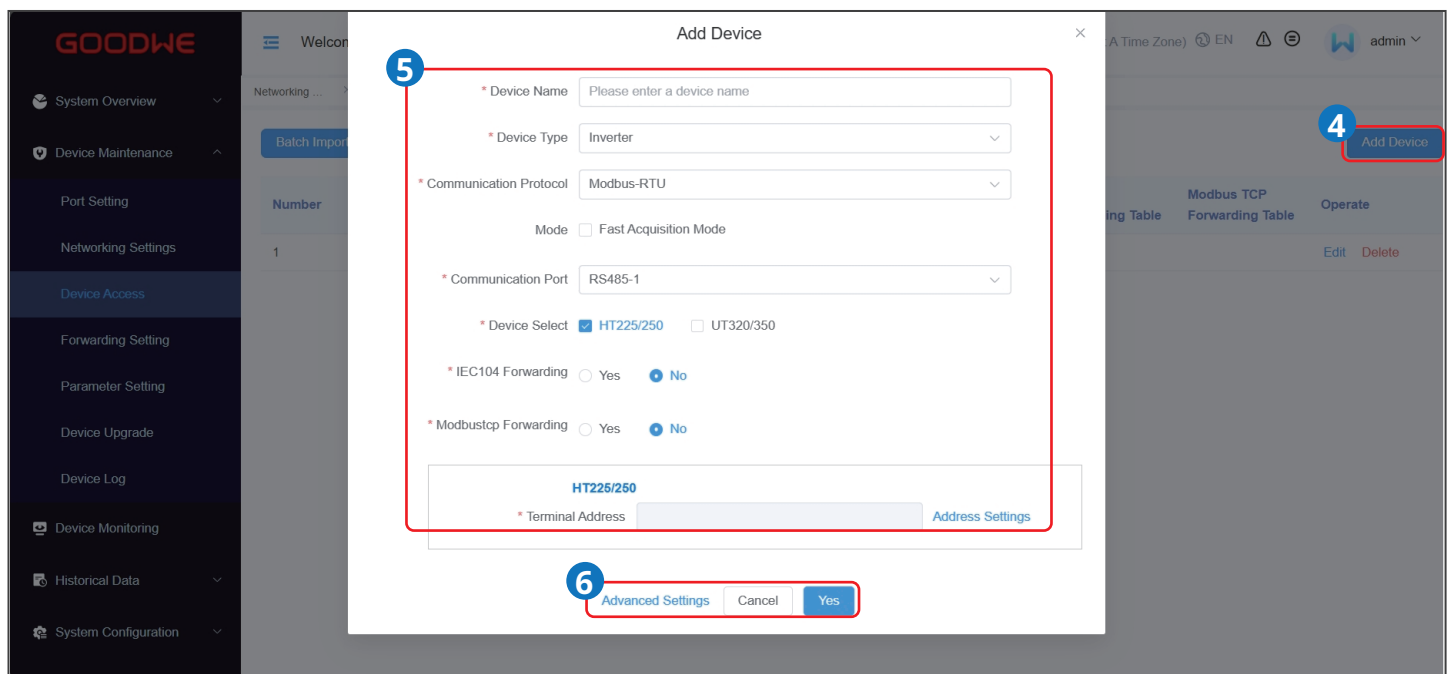 GOODWE
Welcon
Add Device
A Time Zone) EN
admin
5
System Overview
Networking ...
* Device Name Please enter a device name
4
Device Maintenance
Batch Import
* Device Type Inverter
Add Device
Port Setting
Number
* Communication Protocol Modbus-RTU
ing Table
Modbus TCP
Forwarding Table
Operate
Networking Settings
1
Mode Fast Acquisition Mode
Edit Delete
Device Access
* Communication Port RS485-1
Forwarding Setting
* Device Select HT225/250 UT320/350
Parameter Setting
* IEC104 Forwarding Yes No
Device Upgrade
* Modbustcp Forwarding Yes No
Device Log
HT225/250
* Terminal Address Address Settings
Device Monitoring
6
Historical Data
Advanced Settings Cancel Yes
System Configuration